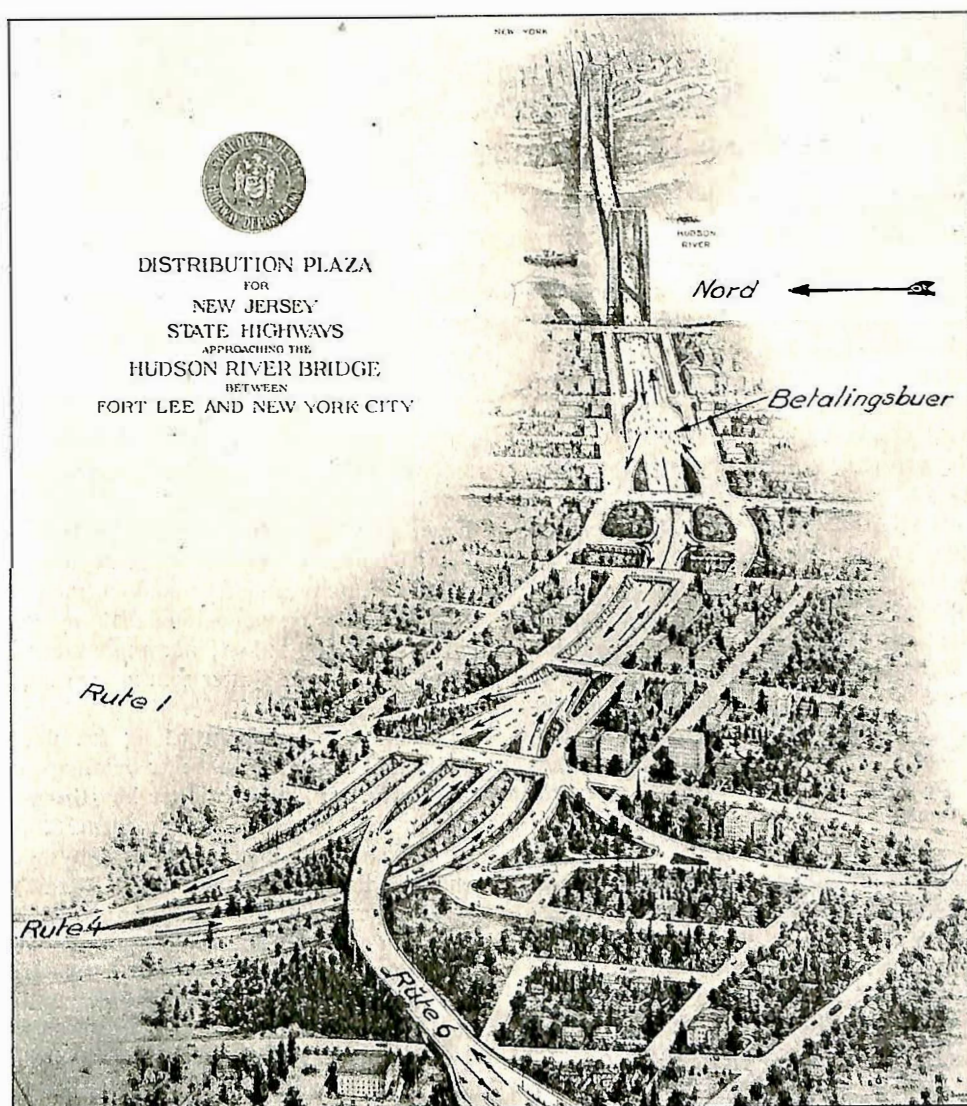 NEW YORK
HUDSON
RIVER
DISTRIBUTION PLAZA
FOR
NEW JERSEY
STATE HIGHWAYS
APPROACHING THE
HUDSON RIVER BRIDGE
BETWEEN
FORT LEE AND NEW YORK CITY
Nord
Betalingsbuer
Rute 1
Rute 4
Rute 6